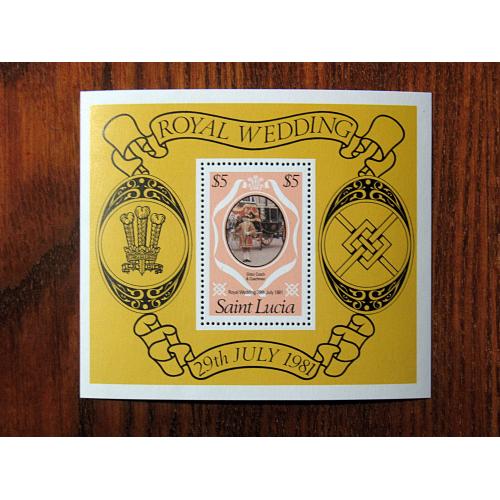 ROYAL WEDDING
$5 $5
State Coach
& Coachman
Royal Wedding 29th July 1981
Saint Lucia
29th JULY 1981